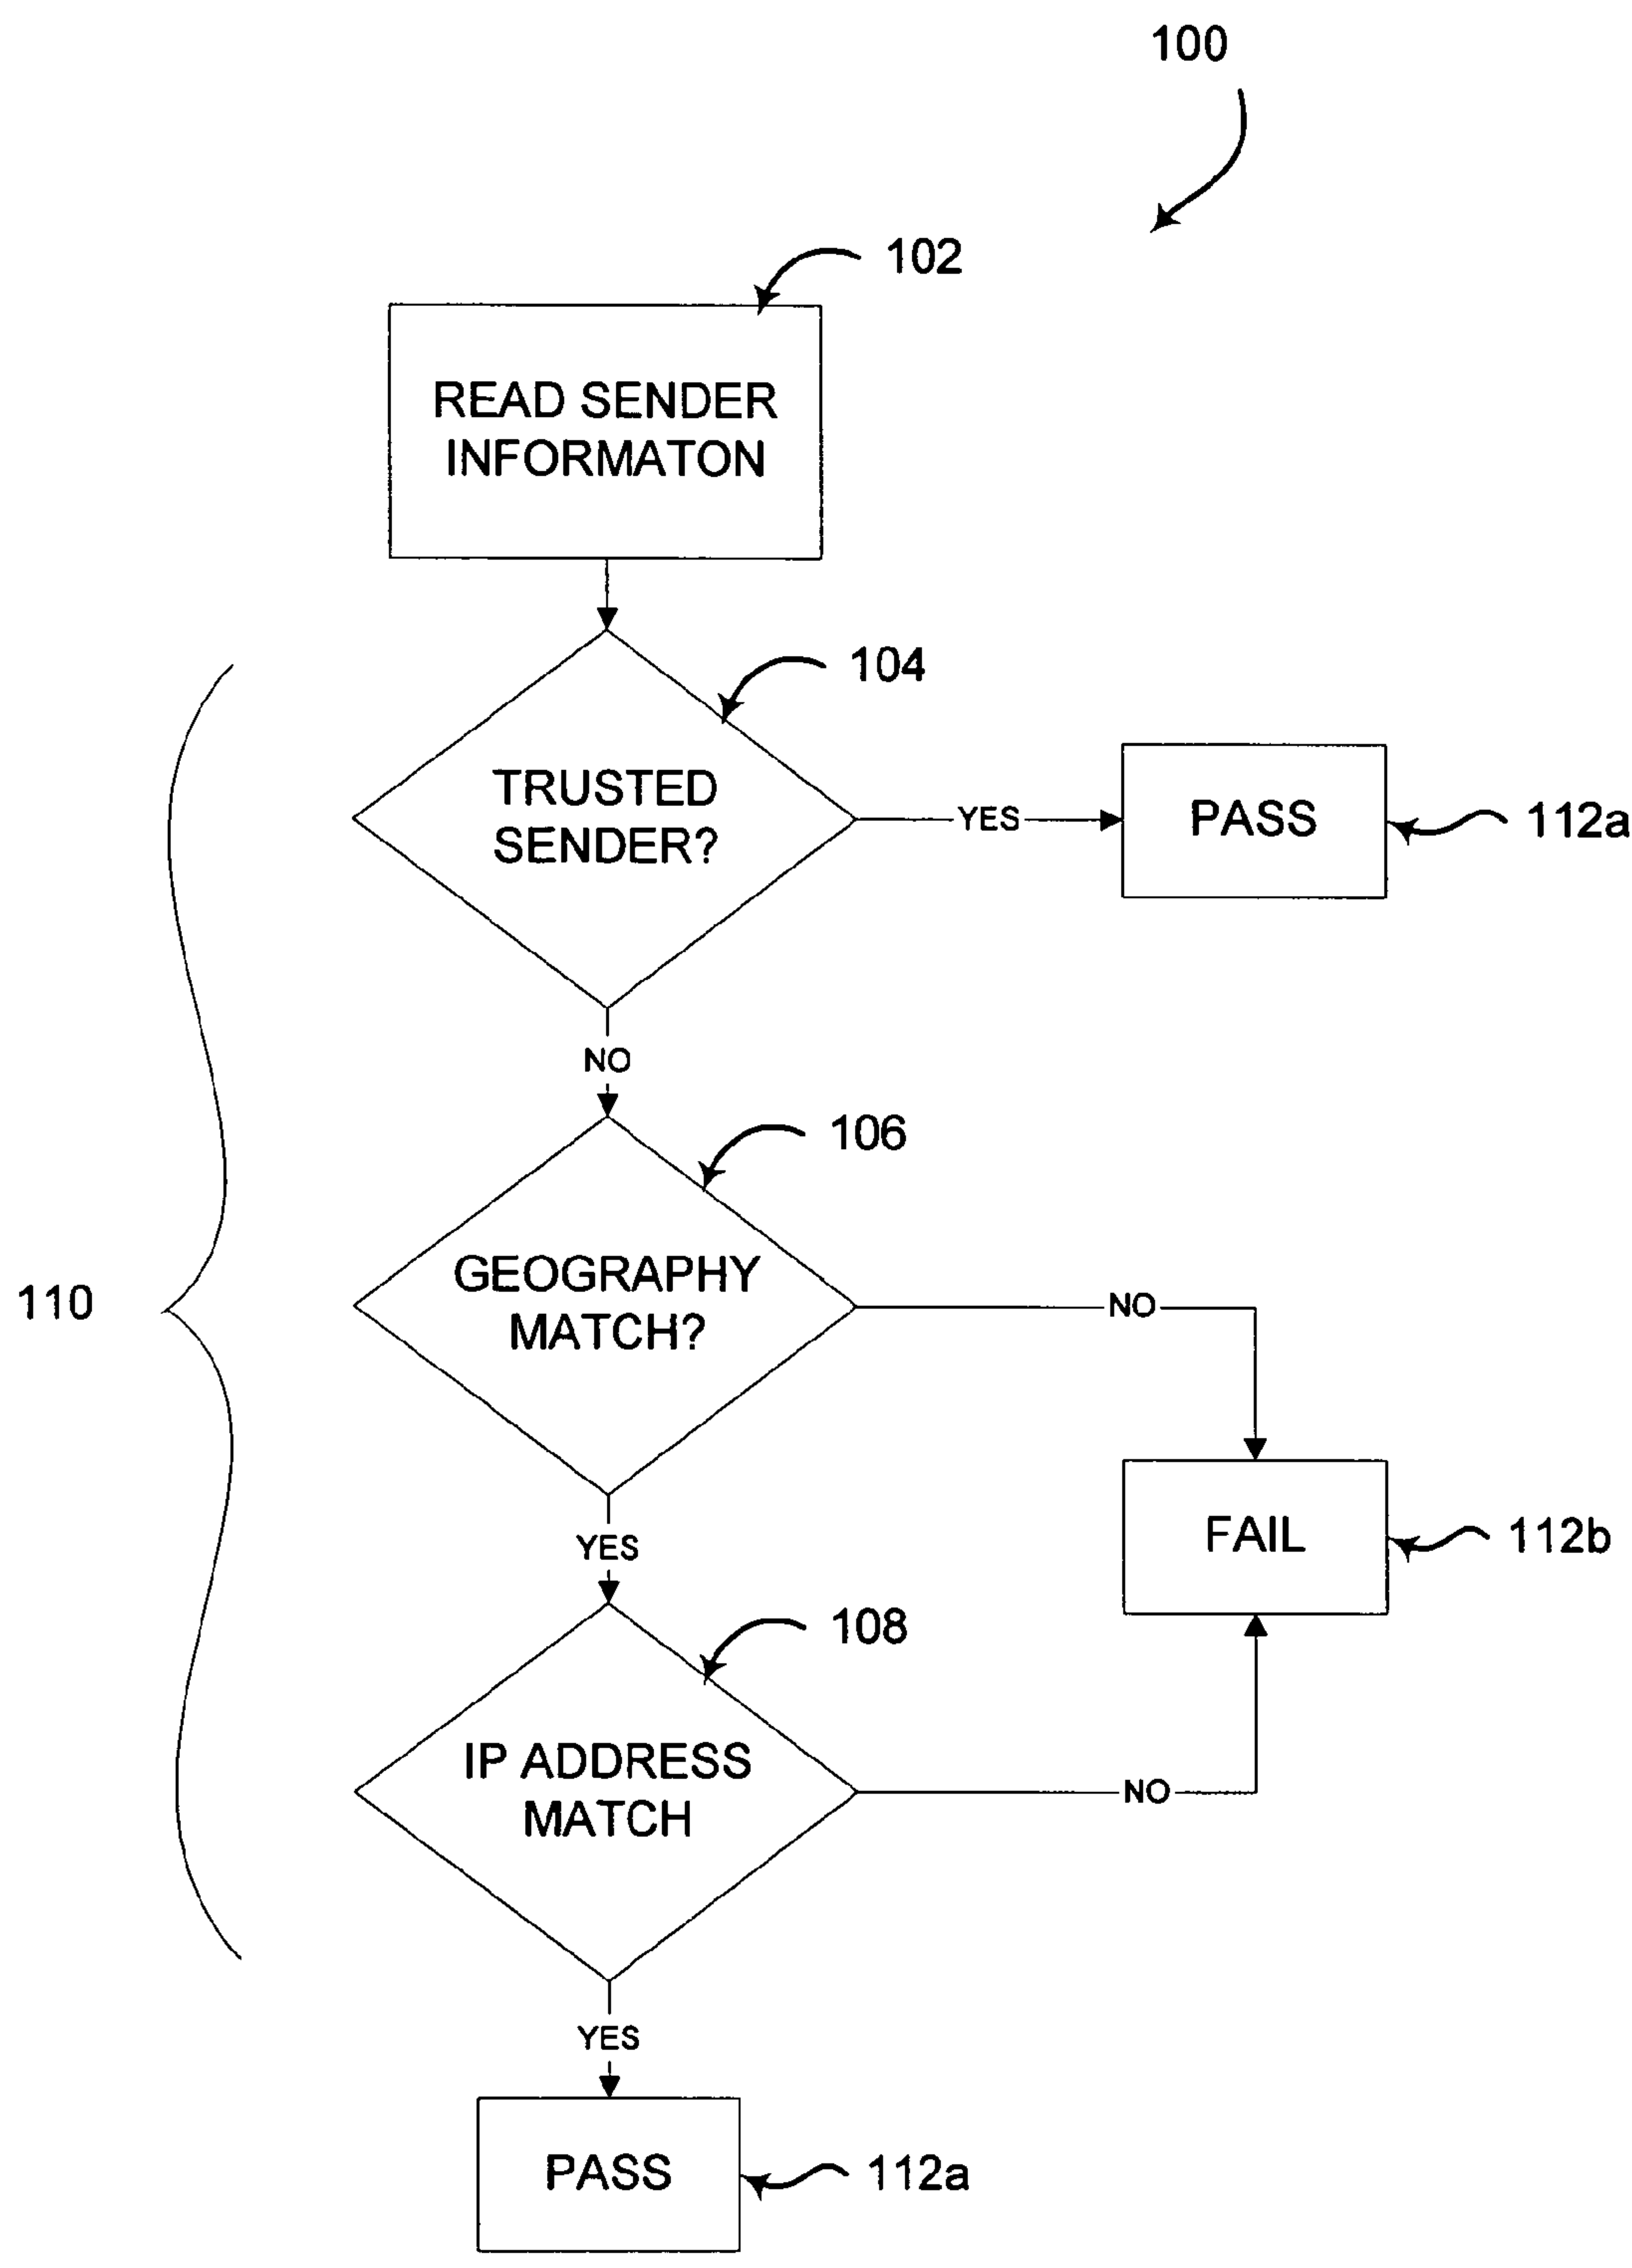 100
102
READ SENDER
INFORMATON
104
TRUSTED
SENDER?
YES
PASS
112a
NO
106
GEOGRAPHY
MATCH?
NO
110
FAIL
112b
YES
108
IP ADDRESS
MATCH
NO
YES
PASS
112a